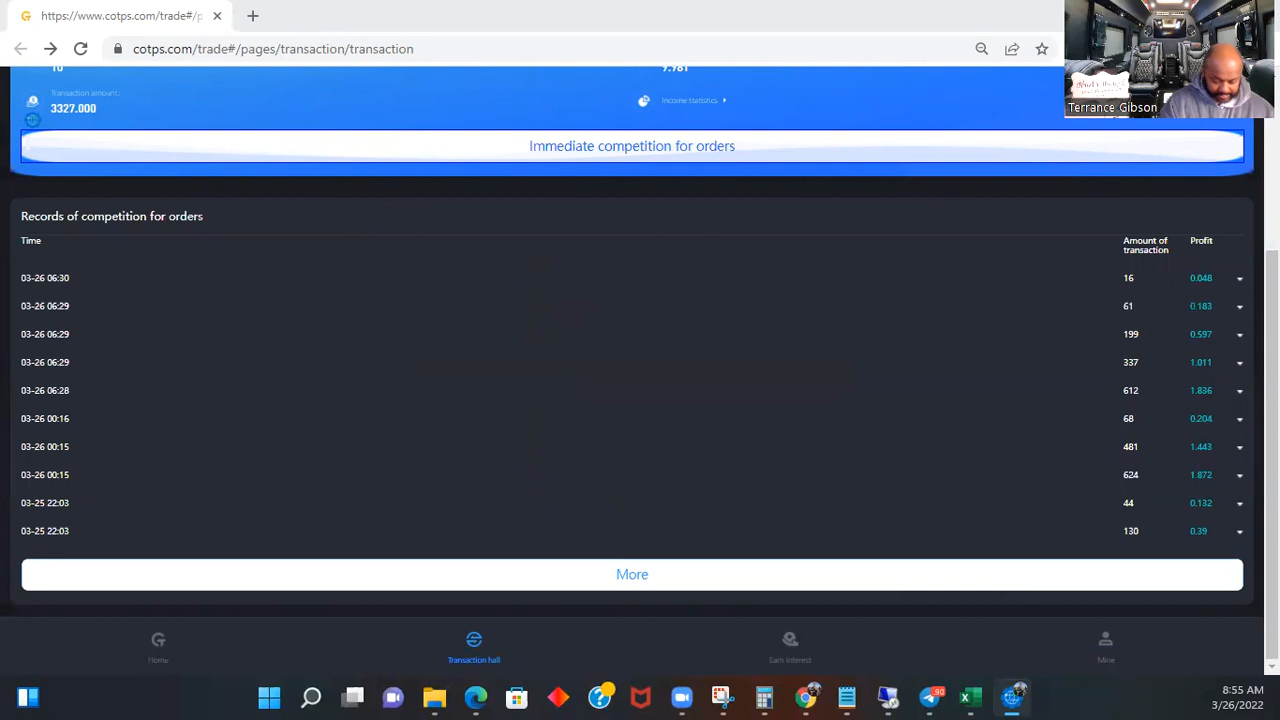 https://www.cotps.com/trade#/p
cotps.com/trade#/pages/transaction/transaction
Terrance Gibson
10
9.981
Transaction amount:
3327.000
Income statistics
Immediate competition for orders
Records of competition for orders
Time
Amount of
transaction
Profit
03-26 06:30 16 0.048
03-26 06:29 61 0.183
03-26 06:29 199 0.597
03-26 06:29 337 1.011
03-26 06:28 612 1.836
03-26 00:16 68 0.204
03-26 00:15 481 1.443
03-26 00:15 624 1.872
03-25 22:03 44 0.132
03-25 22:03 130 0.39
More
Home
Transaction hall
Earn interest
Mine
90
8:55 AM
3/26/2022